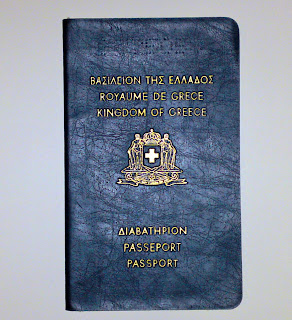 ΒΑΣΙΛΕΙΟΝ ΤΗΣ ΕΛΛΑΔΟΣ
ROYAUME DE GRECE
KINGDOM OF GREECE
ΔΙΑΒΑΤΗΡΙΟΝ
PASSEPORT
PASSPORT